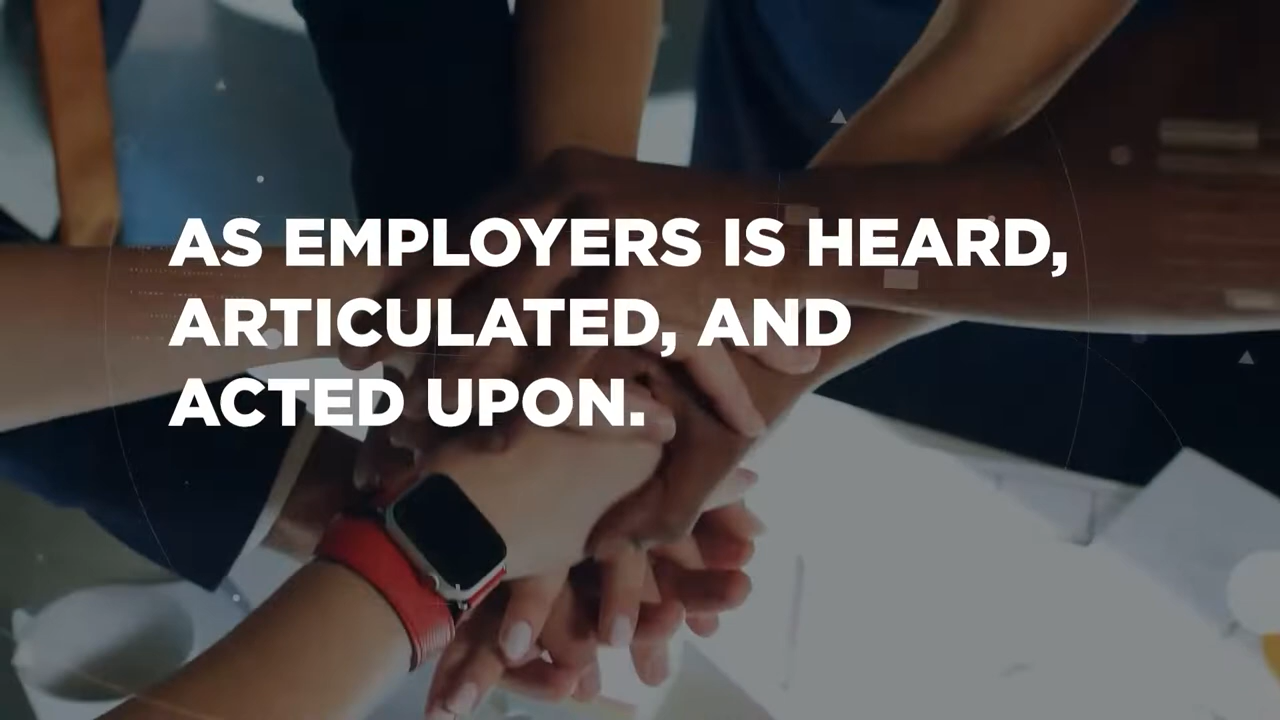 AS EMPLOYERS IS HEARD,
ARTICULATED, AND
ACTED UPON.